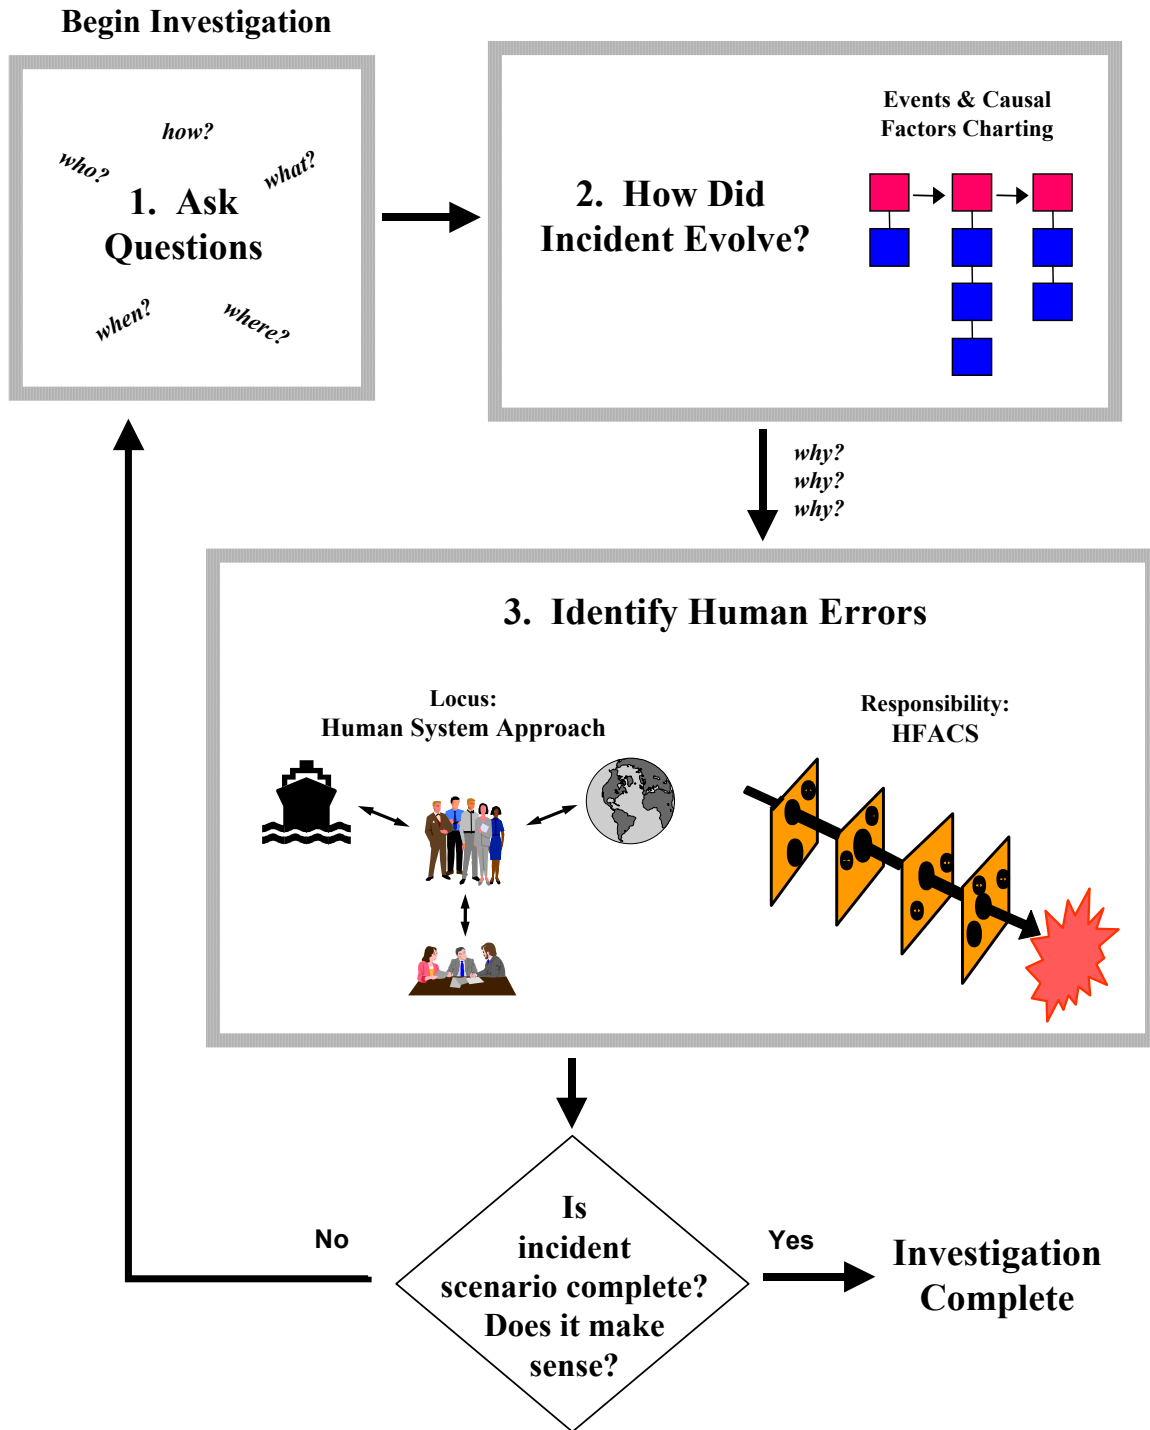 Begin Investigation
how?
who?
what?
1. Ask
Questions
when?
where?
Events & Causal
Factors Charting
2. How Did
Incident Evolve?
why?
why?
why?
3. Identify Human Errors
Locus:
Human System Approach
Responsibility:
HFACS
Is
incident
scenario complete?
Does it make
sense?
No
Yes
Investigation
Complete